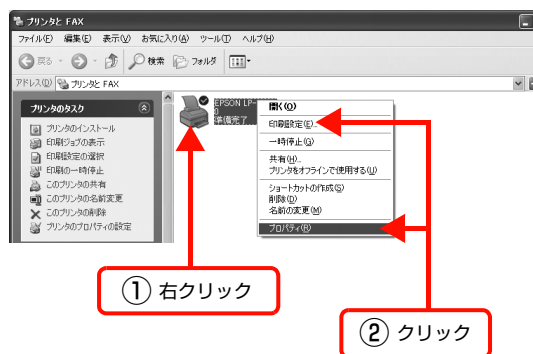 プリンタと FAX
ファイル(F) 編集(E) 表示(V) お気に入り(A) ツール(T) ヘルプ(H)
戻る 検索 フォルダ
アドレス(D) プリンタと FAX
プリンタのタスク
プリンタのインストール
印刷ジョブの表示
印刷設定の選択
印刷の一時停止
このプリンタの共有
このプリンタの名前変更
このプリンタの削除
プリンタのプロパティの設定
EPSON LP-
0
準備完了
開く(O)
印刷設定(E)...
一時停止(G)
共有(H)...
プリンタをオフラインで使用する(U)
ショートカットの作成(S)
削除(D)
名前の変更(M)
プロパティ(R)
① 右クリック
② クリック